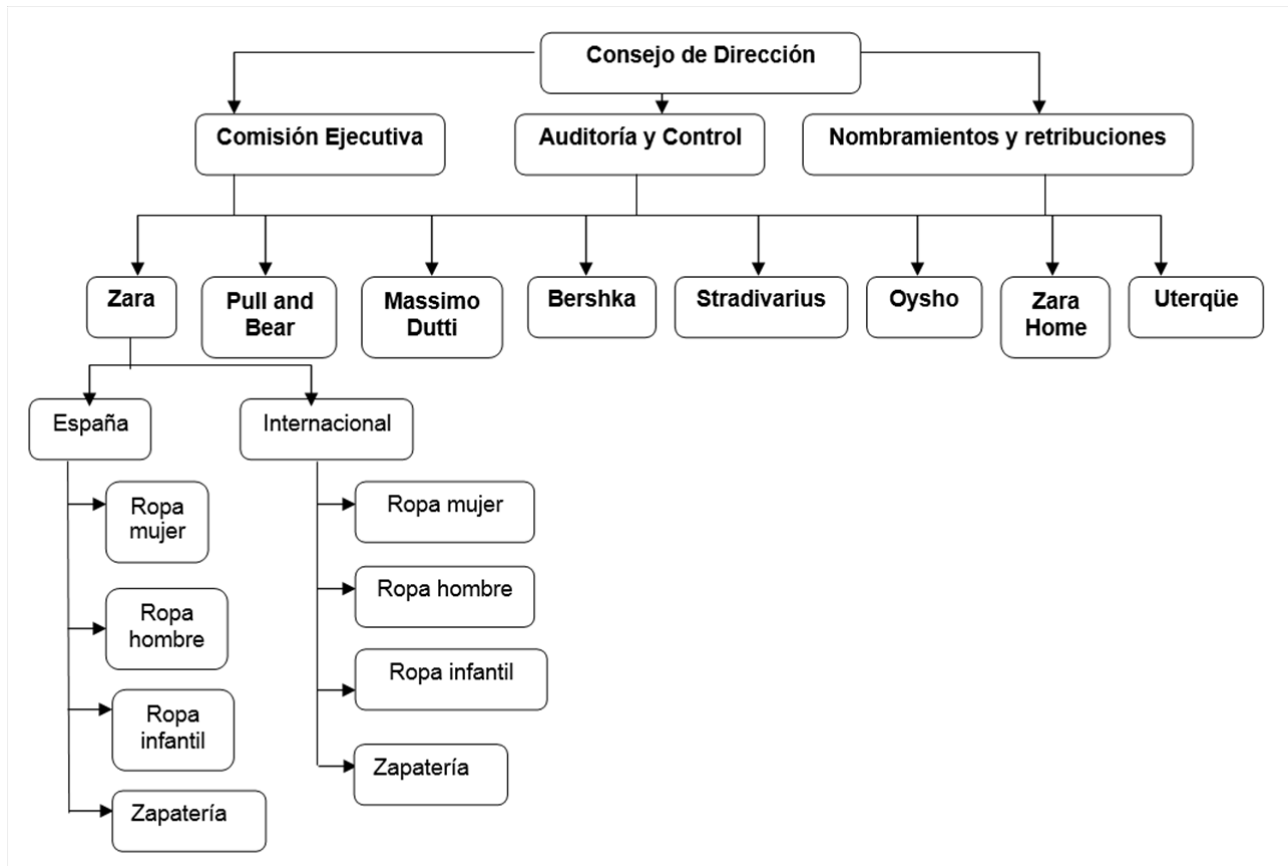 Consejo de Dirección
Comisión Ejecutiva
Auditoría y Control
Nombramientos y retribuciones
Zara
Pull and
Bear
Massimo
Dutti
Bershka
Stradivarius
Oysho
Zara
Home
Uterqüe
España
Internacional
Ropa
mujer
Ropa
hombre
Ropa
infantil
Zapatería
Ropa mujer
Ropa hombre
Ropa infantil
Zapatería